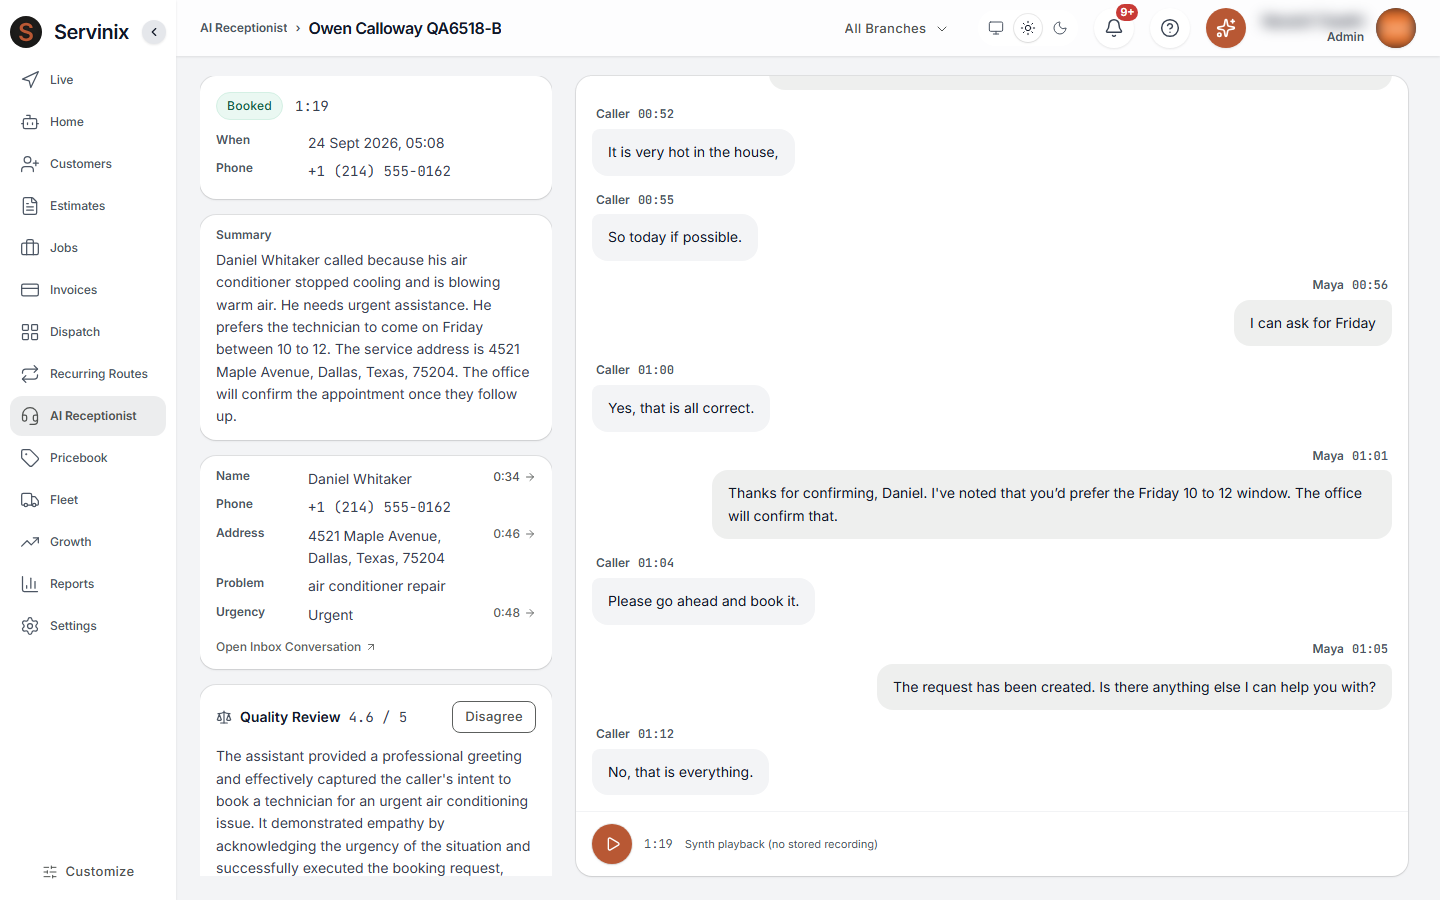 Servinix
AI Receptionist › Owen Calloway QA6518-B
All Branches
9+
Admin
Live
Home
Customers
Estimates
Jobs
Invoices
Dispatch
Recurring Routes
AI Receptionist
Pricebook
Fleet
Growth
Reports
Settings
Customize
Booked 1:19
When 24 Sept 2026, 05:08
Phone +1 (214) 555-0162
Summary
Daniel Whitaker called because his air
conditioner stopped cooling and is blowing
warm air. He needs urgent assistance. He
prefers the technician to come on Friday
between 10 to 12. The service address is 4521
Maple Avenue, Dallas, Texas, 75204. The office
will confirm the appointment once they follow
up.
Name Daniel Whitaker 0:34 →
Phone +1 (214) 555-0162
Address 4521 Maple Avenue, 0:46 →
Dallas, Texas, 75204
Problem air conditioner repair
Urgency Urgent 0:48 →
Open Inbox Conversation ↗
Quality Review 4.6 / 5 Disagree
The assistant provided a professional greeting
and effectively captured the caller's intent to
book a technician for an urgent air conditioning
issue. It demonstrated empathy by
acknowledging the urgency of the situation and
successfully executed the booking request,
Caller 00:52
It is very hot in the house,
Caller 00:55
So today if possible.
Maya 00:56
I can ask for Friday
Caller 01:00
Yes, that is all correct.
Maya 01:01
Thanks for confirming, Daniel. I've noted that you’d prefer the Friday 10 to 12 window. The office
will confirm that.
Caller 01:04
Please go ahead and book it.
Maya 01:05
The request has been created. Is there anything else I can help you with?
Caller 01:12
No, that is everything.
1:19 Synth playback (no stored recording)